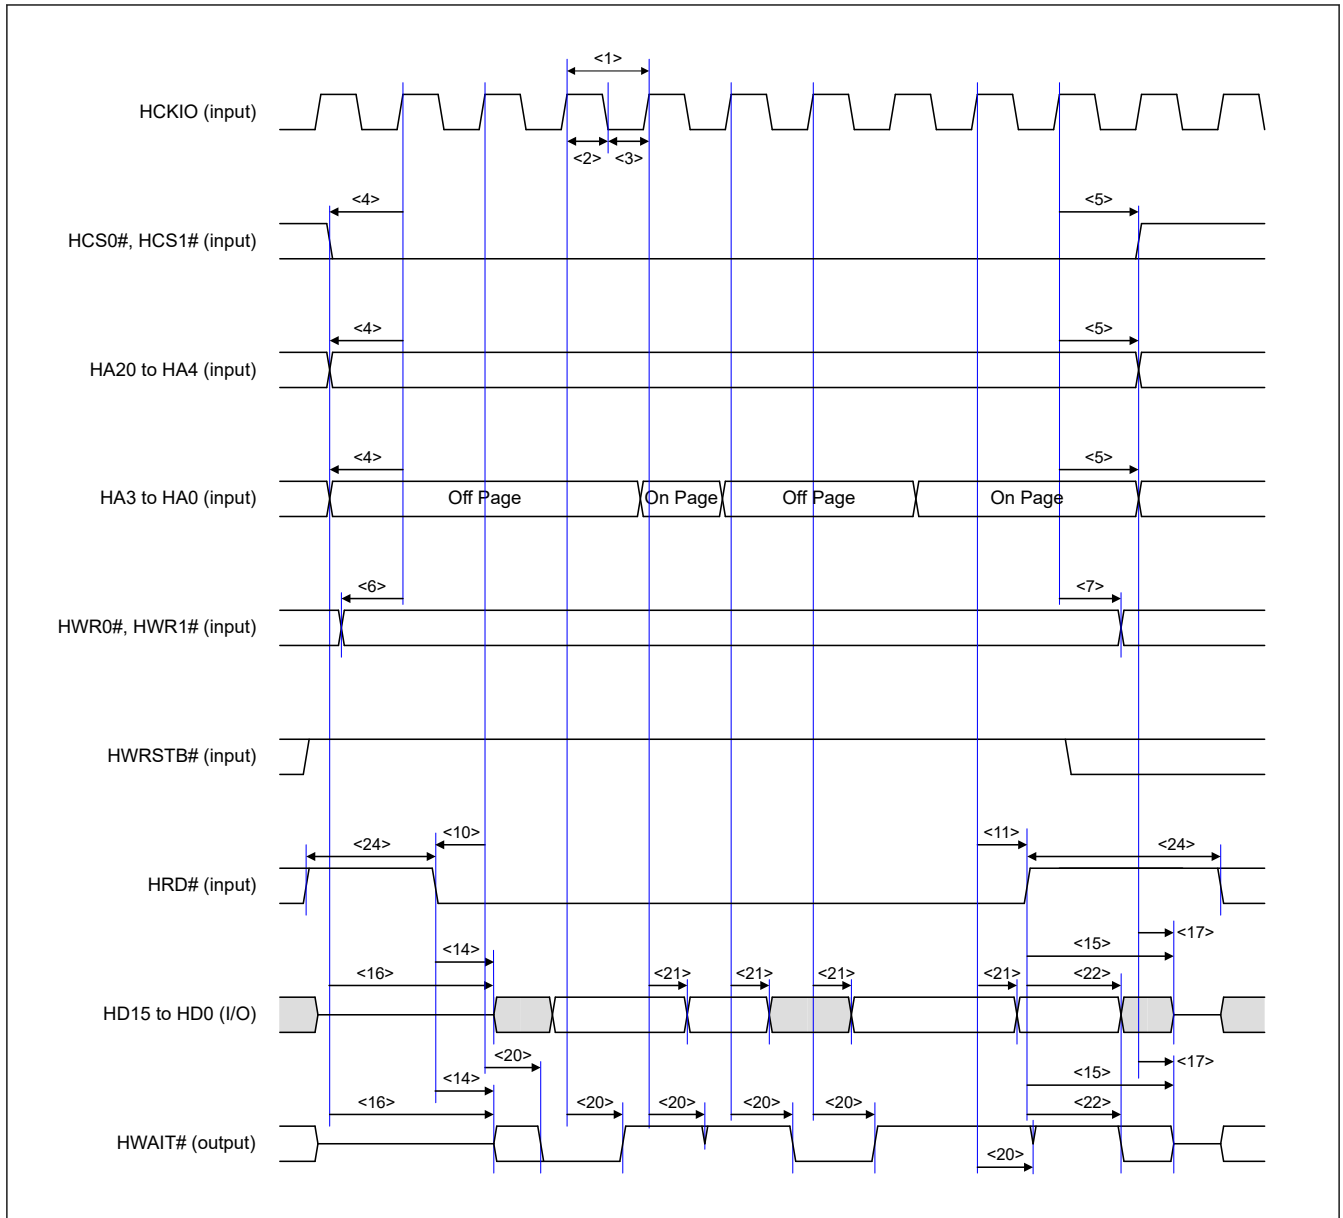 <1>
HCKIO (input)
<2> <3>
<4> <5>
HCS0#, HCS1# (input)
<4> <5>
HA20 to HA4 (input)
<4> <5>
HA3 to HA0 (input) Off Page On Page Off Page On Page
<6> <7>
HWR0#, HWR1# (input)
HWRSTB# (input)
<10> <11>
<24> <24>
HRD# (input)
<17>
<14> <15>
<16> <21> <21> <21> <21> <22>
HD15 to HD0 (I/O)
<20> <17>
<14> <15>
<16> <20> <20> <20> <20> <22>
HWAIT# (output)
<20>